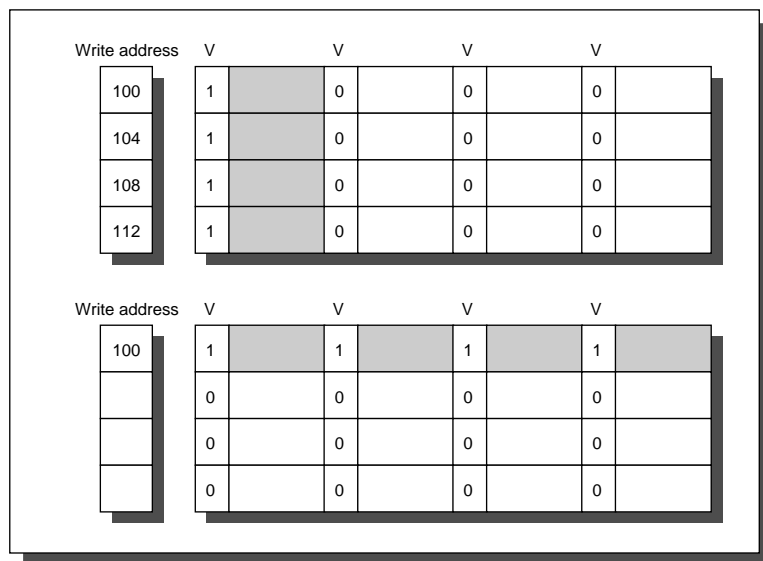 Write address V V V V
100 1 0 0 0
104 1 0 0 0
108 1 0 0 0
112 1 0 0 0
Write address V V V V
100 1 1 1 1
0 0 0 0
0 0 0 0
0 0 0 0